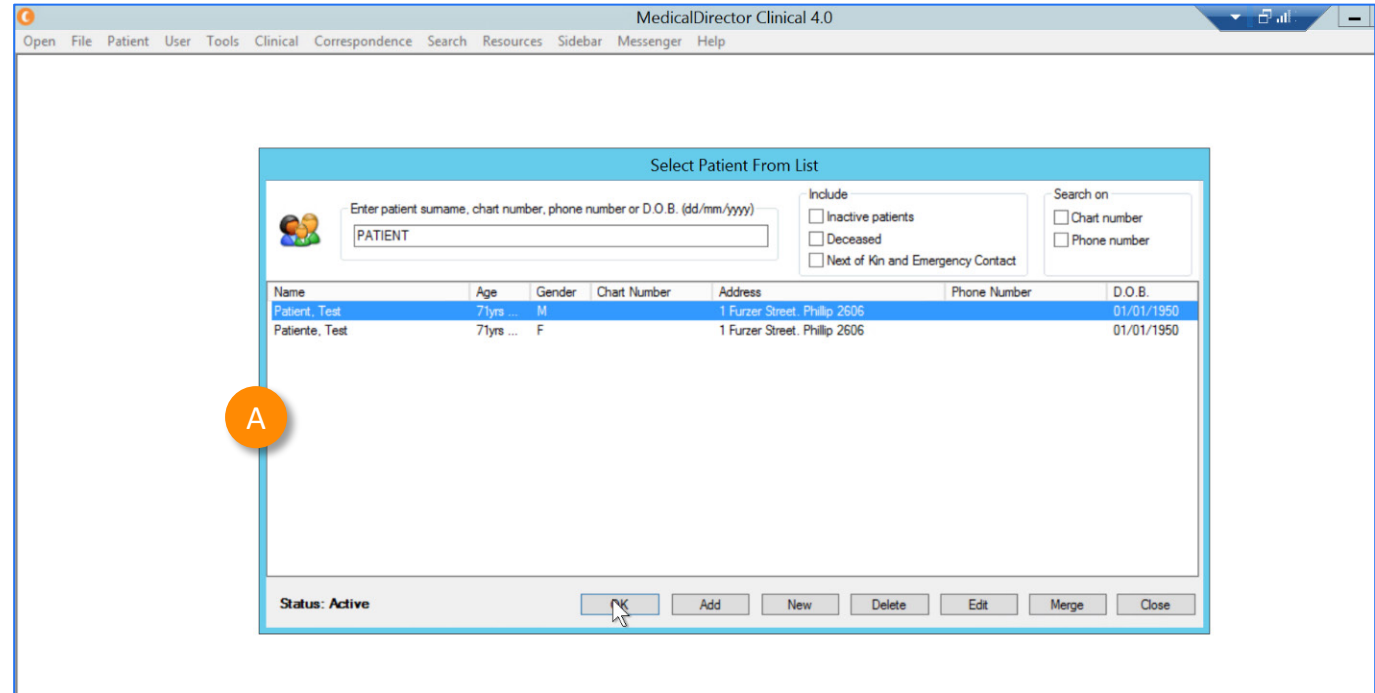 MedicalDirector Clinical 4.0
Open File Patient User Tools Clinical Correspondence Search Resources Sidebar Messenger Help
Select Patient From List
Enter patient surname, chart number, phone number or D.O.B. (dd/mm/yyyy)
PATIENT
Include
Inactive patients
Deceased
Next of Kin and Emergency Contact
Search on
Chart number
Phone number
Name Age Gender Chart Number Address Phone Number D.O.B.
Patient, Test 71yrs ... M 1 Furzer Street. Phillip 2606 01/01/1950
Patiente, Test 71yrs ... F 1 Furzer Street. Phillip 2606 01/01/1950
A
Status: Active
OK Add New Delete Edit Merge Close